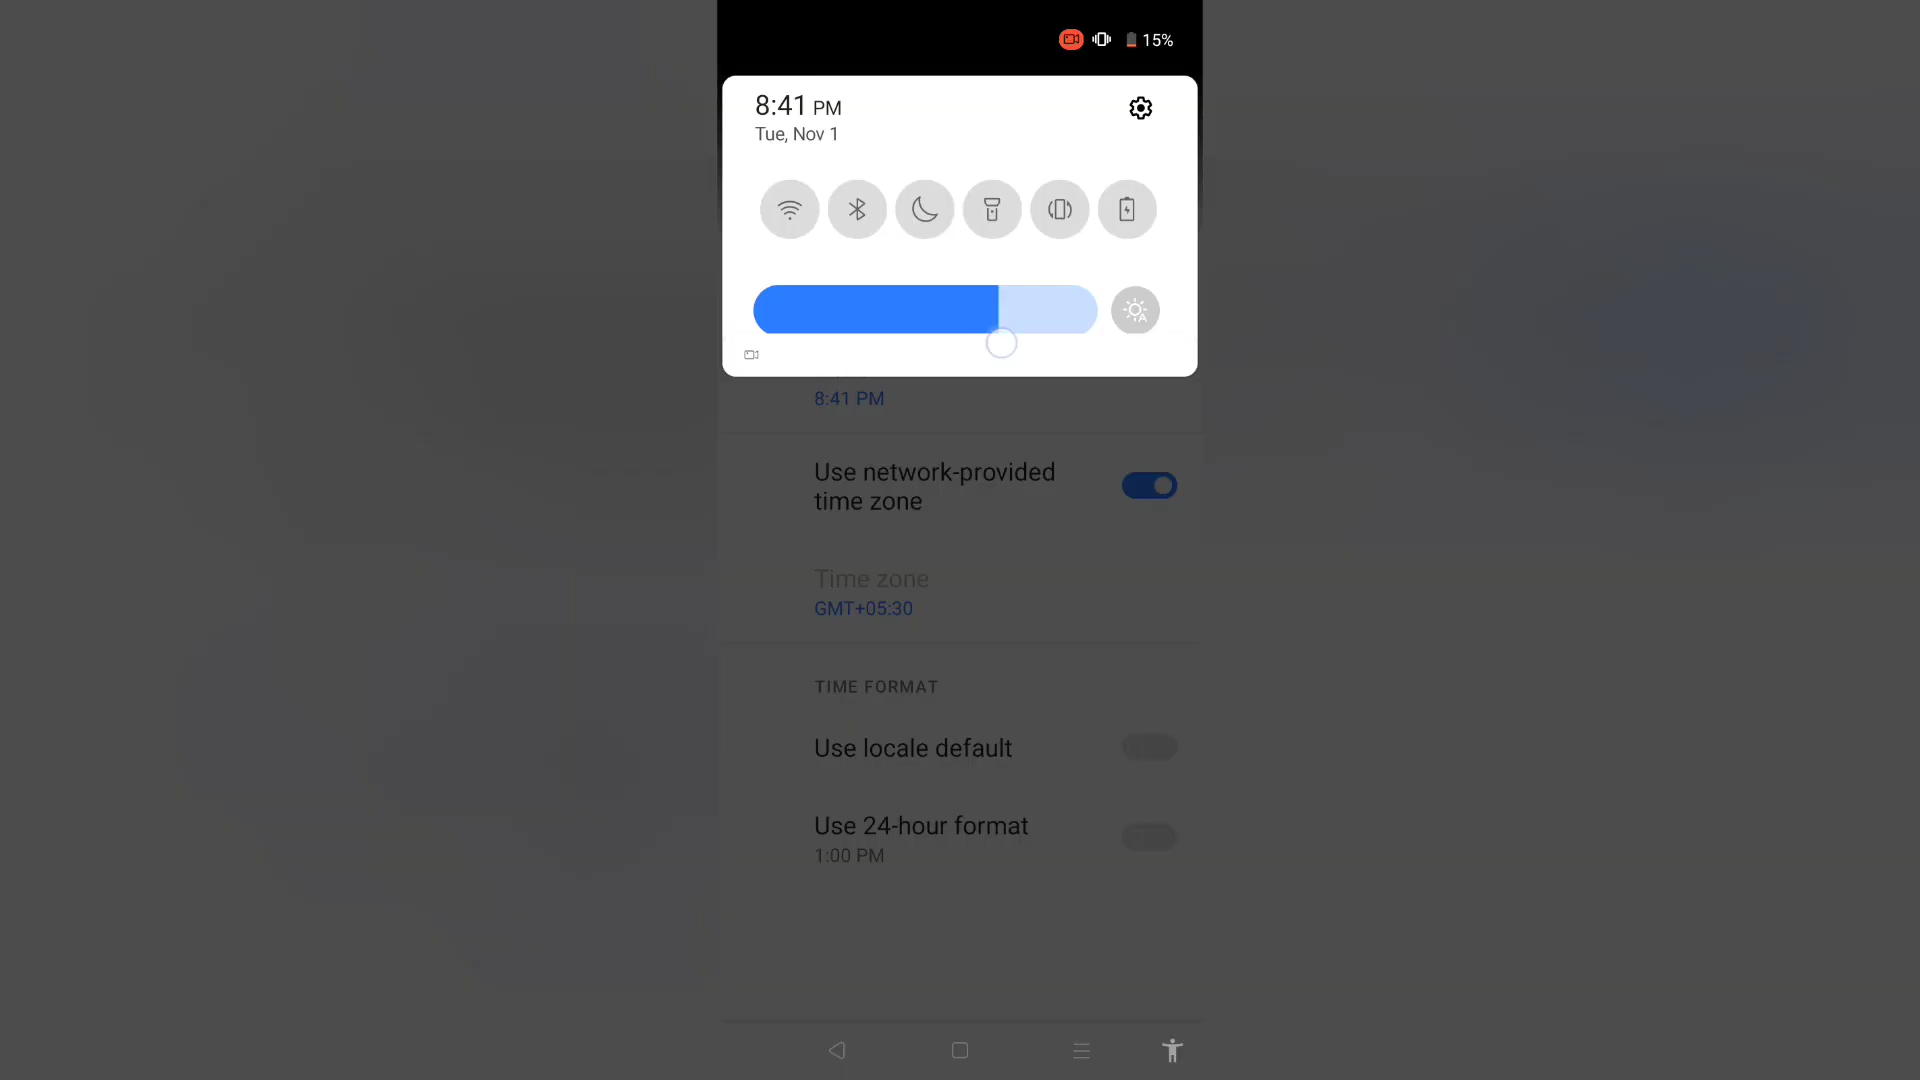 15%
8:41 PM
Tue, Nov 1
8:41 PM
Use network-provided
time zone
Time zone
GMT+05:30
TIME FORMAT
Use locale default
Use 24-hour format
1:00 PM